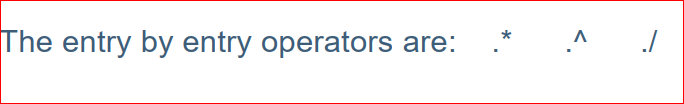 The entry by entry operators are: .* .^ ./